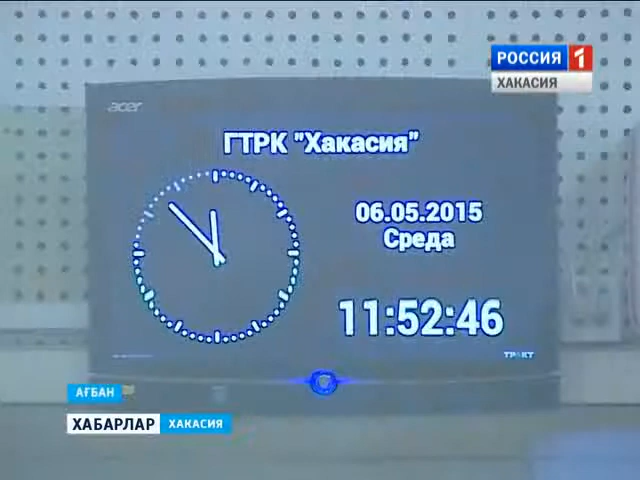 РОССИЯ 1
ХАКАСИЯ
acer
ГТРК "Хакасия"
06.05.2015
Среда
11:52:46
ТРАКТ
АҒБАН
ХАБАРЛАР ХАКАСИЯ